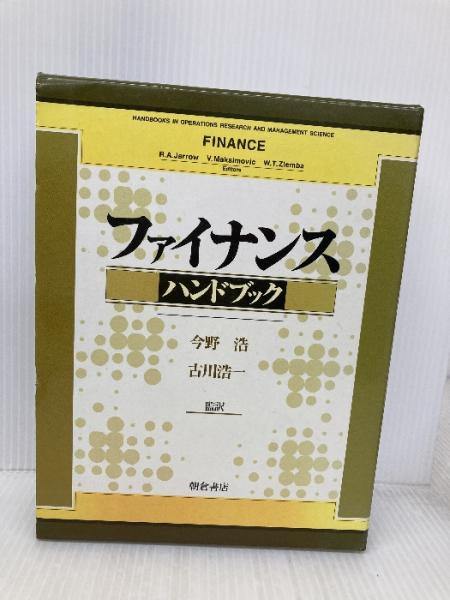 HANDBOOKS IN OPERATIONS RESEARCH AND MANAGEMENT SCIENCE
FINANCE
R.A.Jarrow V.Maksimovic W.T.Ziemba
Editors
ファイナンス
ハンドブック
今野 浩
古川浩一
監訳
朝倉書店